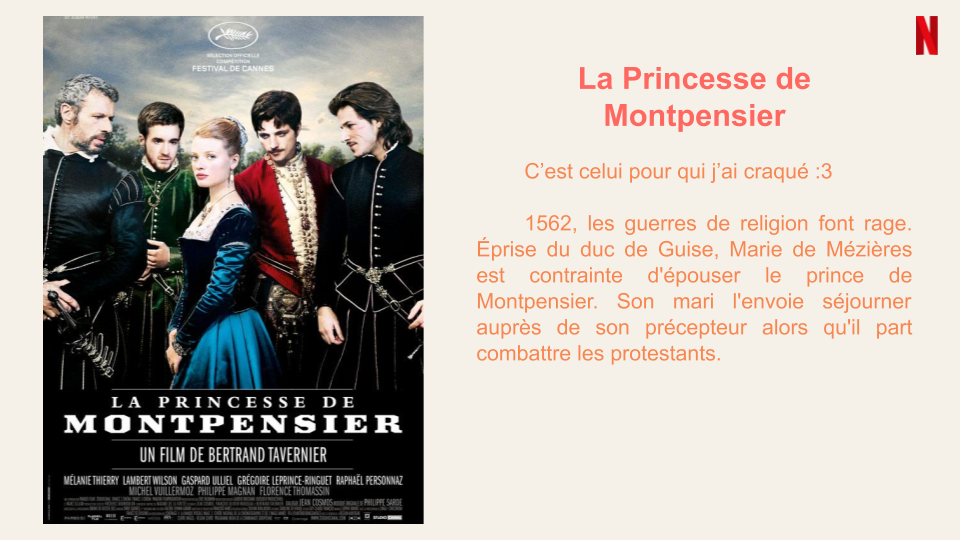 SÉLECTION OFFICIELLE
COMPÉTITION
FESTIVAL DE CANNES
LA PRINCESSE DE
MONTPENSIER
UN FILM DE BERTRAND TAVERNIER
MÉLANIE THIERRY LAMBERT WILSON GASPARD ULLIEL GRÉGOIRE LEPRINCE-RINGUET RAPHAËL PERSONNAZ
MICHEL VUILLERMOZ PHILIPPE MAGNAN FLORENCE THOMASSIN
JEAN COSMOS PHILIPPE SARDE
N
La Princesse de
Montpensier
C’est celui pour qui j’ai craqué :3
1562, les guerres de religion font rage.
Éprise du duc de Guise, Marie de Mézières
est contrainte d'épouser le prince de
Montpensier. Son mari l'envoie séjourner
auprès de son précepteur alors qu'il part
combattre les protestants.